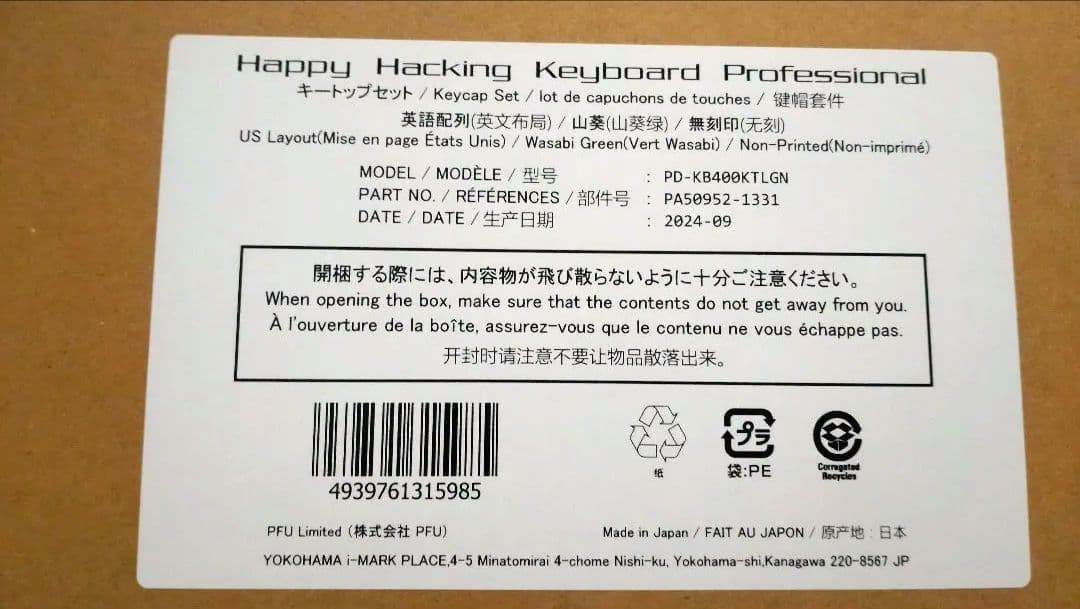 Happy Hacking Keyboard Professional
キートップセット / Keycap Set / lot de capuchons de touches / 键帽套件
英語配列(英文布局) / 山葵(山葵绿) / 無刻印(无刻)
US Layout(Mise en page États Unis) / Wasabi Green(Vert Wasabi) / Non-Printed(Non-imprimé)
MODEL / MODÈLE / 型号 : PD-KB400KTLGN
PART NO. / RÉFÉRENCES / 部件号 : PA50952-1331
DATE / DATE / 生产日期 : 2024-09
開梱する際には、内容物が飛び散らないように十分ご注意ください。
When opening the box, make sure that the contents do not get away from you.
À l'ouverture de la boîte, assurez-vous que le contenu ne vous échappe pas.
开封时请注意不要让物品散落出来。
4939761315985
纸
プラ
袋:PE
Corrugated
Recycles
PFU Limited (株式会社 PFU)
Made in Japan / FAIT AU JAPON / 原产地 : 日本
YOKOHAMA i-MARK PLACE,4-5 Minatomirai 4-chome Nishi-ku, Yokohama-shi,Kanagawa 220-8567 JP